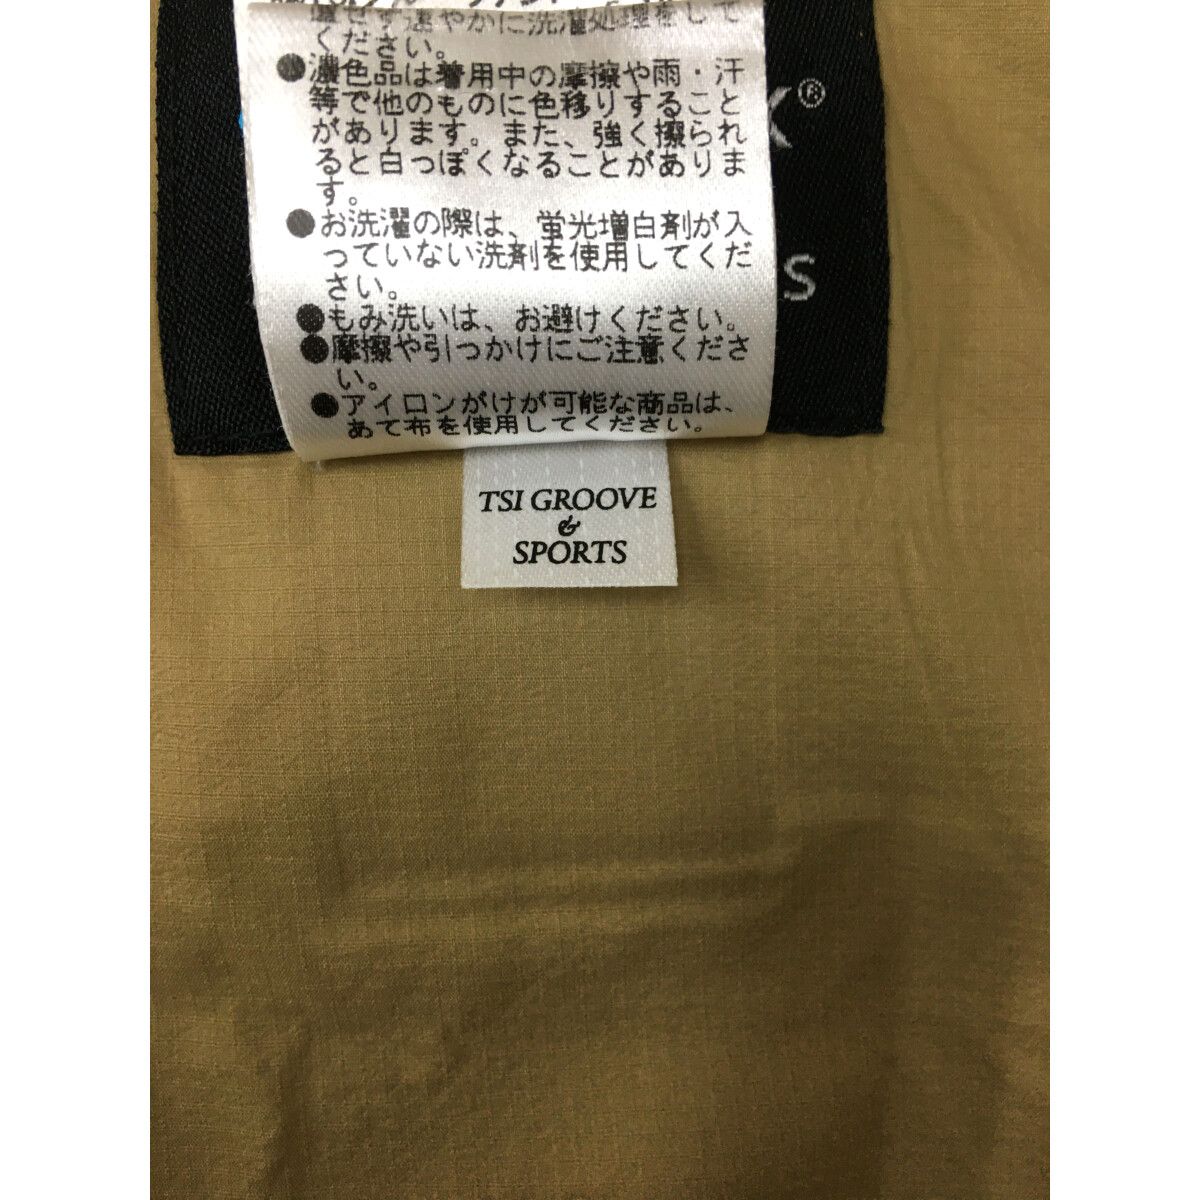 ください。
●濃色品は着用中の摩擦や雨・汗
等で他のものに色移りすること
があります。また、強く擦られ
ると白っぽくなることがありま
す。
●お洗濯の際は、蛍光増白剤が入
っていない洗剤を使用してくだ
さい。
●もみ洗いは、お避けください。
●摩擦や引っかけにご注意くださ
い。
●アイロンがけが可能な商品は、
あて布を使用してください。
X®
S
TSI GROOVE
&
SPORTS